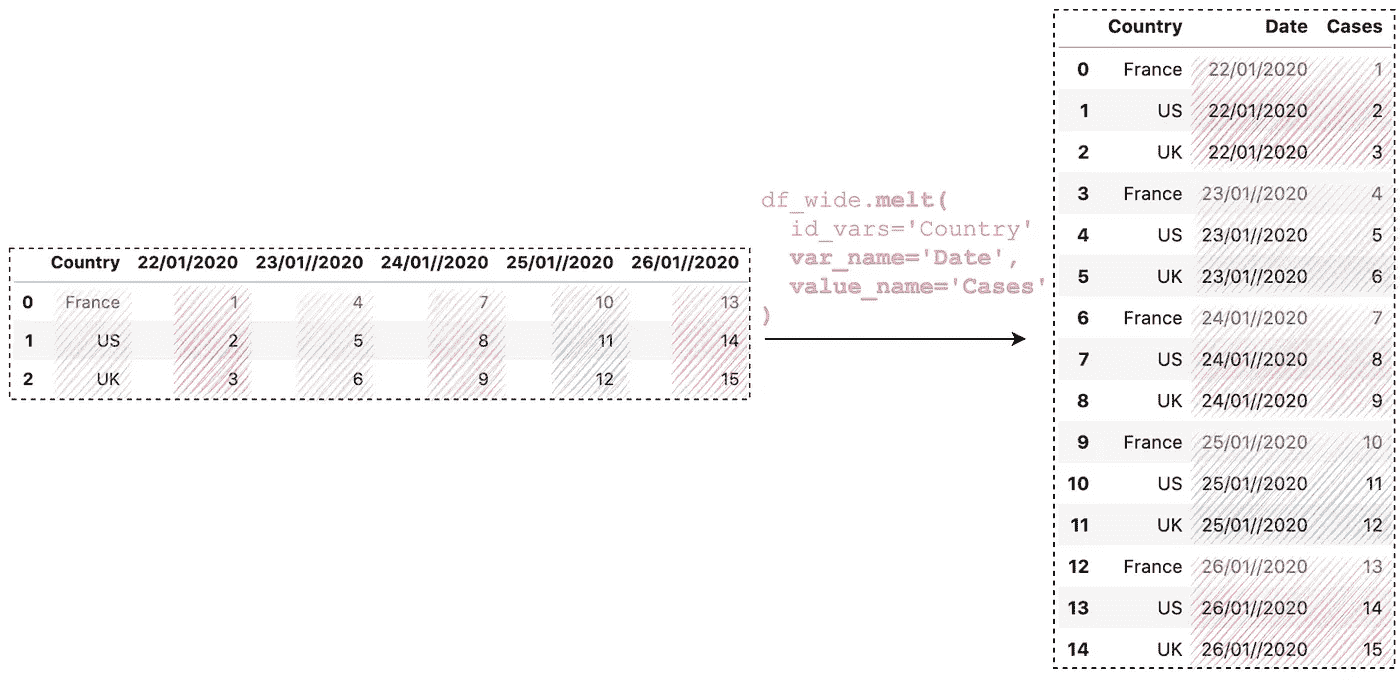 Country 22/01/2020 23/01//2020 24/01//2020 25/01//2020 26/01//2020
0 France 1 4 7 10 13
1 US 2 5 8 11 14
2 UK 3 6 9 12 15
df_wide.melt(
id_vars='Country'
var_name='Date',
value_name='Cases'
)
Country Date Cases
0 France 22/01/2020 1
1 US 22/01/2020 2
2 UK 22/01/2020 3
3 France 23/01//2020 4
4 US 23/01//2020 5
5 UK 23/01//2020 6
6 France 24/01//2020 7
7 US 24/01//2020 8
8 UK 24/01//2020 9
9 France 25/01//2020 10
10 US 25/01//2020 11
11 UK 25/01//2020 12
12 France 26/01//2020 13
13 US 26/01//2020 14
14 UK 26/01//2020 15